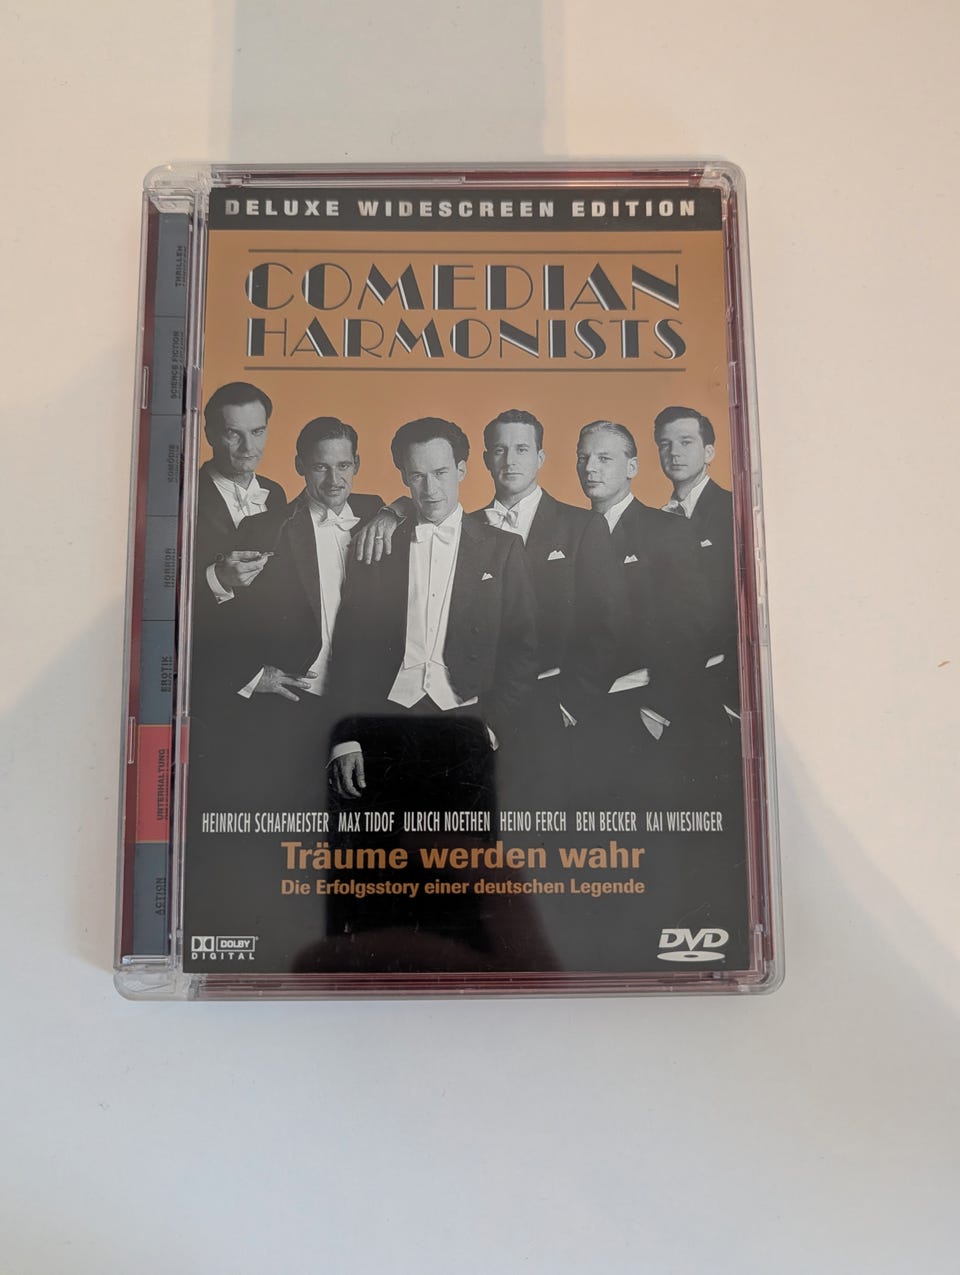 DELUXE WIDESCREEN EDITION
COMEDIAN
HARMONISTS
HEINRICH SCHAFMEISTER MAX TIDOF ULRICH NOETHEN HEINO FERCH BEN BECKER KAI WIESINGER
Träume werden wahr
Die Erfolgsstory einer deutschen Legende
DOLBY
DIGITAL
DVD
THRILLER
SCIENCE FICTION
KOMÖDIE
HORROR
EROTIK
UNTERHALTUNG
ACTION